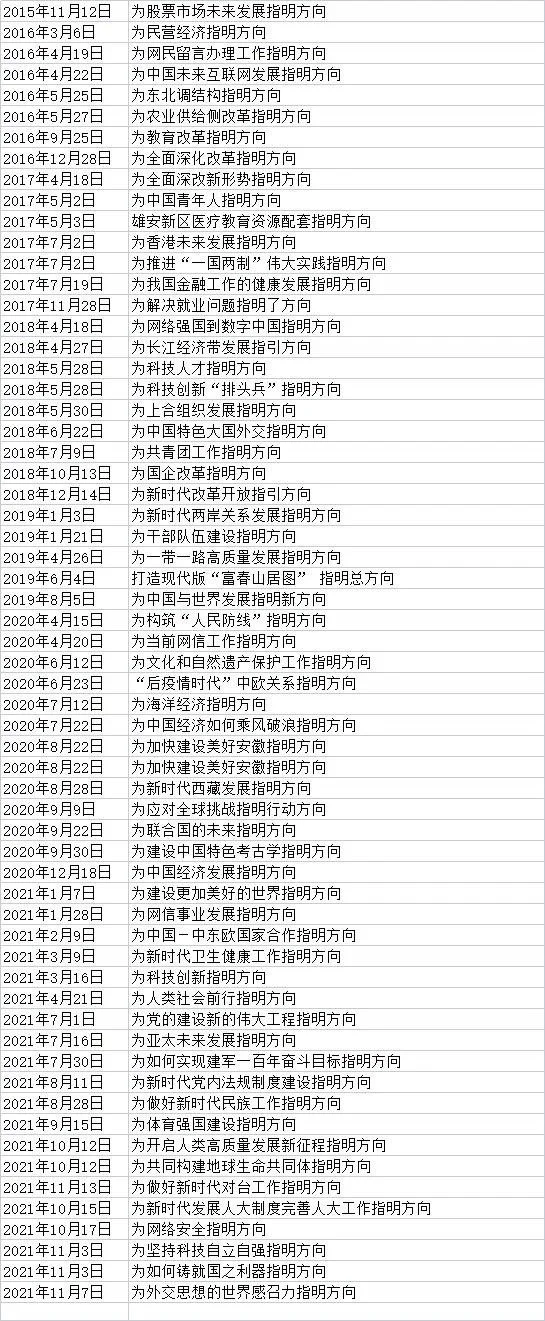 2015年11月12日 为股票市场未来发展指明方向
2016年3月6日 为民营经济指明方向
2016年4月19日 为网民留言办理工作指明方向
2016年4月22日 为中国未来互联网发展指明方向
2016年5月25日 为东北调结构指明方向
2016年5月27日 为农业供给侧改革指明方向
2016年9月25日 为教育改革指明方向
2016年12月28日 为全面深化改革指明方向
2017年4月18日 为全面深改新形势指明方向
2017年5月2日 为中国青年人指明方向
2017年5月3日 雄安新区医疗教育资源配套指明方向
2017年7月2日 为香港未来发展指明方向
2017年7月2日 为推进“一国两制”伟大实践指明方向
2017年7月19日 为我国金融工作的健康发展指明方向
2017年11月28日 为解决就业问题指明了方向
2018年4月18日 为网络强国到数字中国指明方向
2018年4月27日 为长江经济带发展指引方向
2018年5月28日 为科技人才指明方向
2018年5月28日 为科技创新“排头兵”指明方向
2018年5月30日 为上合组织发展指明方向
2018年6月22日 为中国特色大国外交指明方向
2018年7月9日 为共青团工作指明方向
2018年10月13日 为国企改革指明方向
2018年12月14日 为新时代改革开放指引方向
2019年1月3日 为新时代两岸关系发展指明方向
2019年1月21日 为干部队伍建设指明方向
2019年4月26日 为一带一路高质量发展指明方向
2019年6月4日 打造现代版“富春山居图” 指明总方向
2019年8月5日 为中国与世界发展指明新方向
2020年4月15日 为构筑“人民防线”指明方向
2020年4月20日 为当前网信工作指明方向
2020年6月12日 为文化和自然遗产保护工作指明方向
2020年6月23日 “后疫情时代”中欧关系指明方向
2020年7月12日 为海洋经济指明方向
2020年7月22日 为中国经济如何乘风破浪指明方向
2020年8月22日 为加快建设美好安徽指明方向
2020年8月22日 为加快建设美好安徽指明方向
2020年8月28日 为新时代西藏发展指明方向
2020年9月9日 为应对全球挑战指明行动方向
2020年9月22日 为联合国的未来指明方向
2020年9月30日 为建设中国特色考古学指明方向
2020年12月18日 为中国经济发展指明方向
2021年1月7日 为建设更加美好的世界指明方向
2021年1月28日 为网信事业发展指明方向
2021年2月9日 为中国－中东欧国家合作指明方向
2021年3月9日 为新时代卫生健康工作指明方向
2021年3月16日 为科技创新指明方向
2021年4月21日 为人类社会前行指明方向
2021年7月1日 为党的建设新的伟大工程指明方向
2021年7月16日 为亚太未来发展指明方向
2021年7月30日 为如何实现建军一百年奋斗目标指明方向
2021年8月11日 为新时代党内法规制度建设指明方向
2021年8月28日 为做好新时代民族工作指明方向
2021年9月15日 为体育强国建设指明方向
2021年10月12日 为开启人类高质量发展新征程指明方向
2021年10月12日 为共同构建地球生命共同体指明方向
2021年11月13日 为做好新时代对台工作指明方向
2021年10月15日 为新时代发展人大制度完善人大工作指明方向
2021年10月17日 为网络安全指明方向
2021年11月3日 为坚持科技自立自强指明方向
2021年11月3日 为如何铸就国之利器指明方向
2021年11月7日 为外交思想的世界感召力指明方向